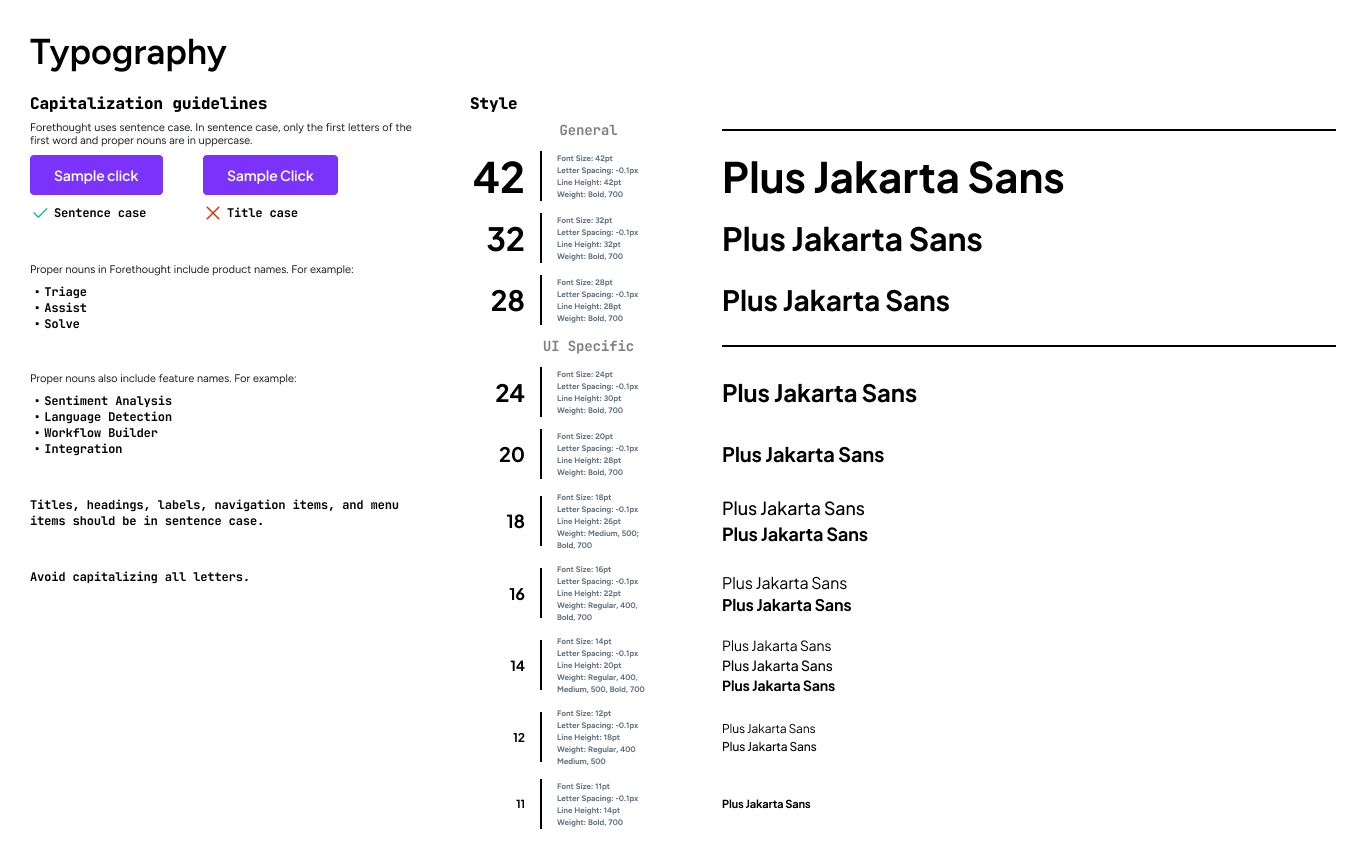 Typography
Capitalization guidelines
Forethought uses sentence case. In sentence case, only the first letters of the
first word and proper nouns are in uppercase.
Sample click
Sample Click
Sentence case
Title case
Proper nouns in Forethought include product names. For example:
• Triage
• Assist
• Solve
Proper nouns also include feature names. For example:
• Sentiment Analysis
• Language Detection
• Workflow Builder
• Integration
Titles, headings, labels, navigation items, and menu
items should be in sentence case.
Avoid capitalizing all letters.
Style
General
42
Font Size: 42pt
Letter Spacing: -0.1px
Line Height: 42pt
Weight: Bold, 700
Plus Jakarta Sans
32
Font Size: 32pt
Letter Spacing: -0.1px
Line Height: 32pt
Weight: Bold, 700
Plus Jakarta Sans
28
Font Size: 28pt
Letter Spacing: -0.1px
Line Height: 28pt
Weight: Bold, 700
Plus Jakarta Sans
UI Specific
24
Font Size: 24pt
Letter Spacing: -0.1px
Line Height: 30pt
Weight: Bold, 700
Plus Jakarta Sans
20
Font Size: 20pt
Letter Spacing: -0.1px
Line Height: 28pt
Weight: Bold, 700
Plus Jakarta Sans
18
Font Size: 18pt
Letter Spacing: -0.1px
Line Height: 26pt
Weight: Medium, 500;
Bold, 700
Plus Jakarta Sans
Plus Jakarta Sans
16
Font Size: 16pt
Letter Spacing: -0.1px
Line Height: 22pt
Weight: Regular, 400,
Bold, 700
Plus Jakarta Sans
Plus Jakarta Sans
14
Font Size: 14pt
Letter Spacing: -0.1px
Line Height: 20pt
Weight: Regular, 400,
Medium, 500, Bold, 700
Plus Jakarta Sans
Plus Jakarta Sans
Plus Jakarta Sans
12
Font Size: 12pt
Letter Spacing: -0.1px
Line Height: 18pt
Weight: Regular, 400
Medium, 500
Plus Jakarta Sans
Plus Jakarta Sans
11
Font Size: 11pt
Letter Spacing: -0.1px
Line Height: 14pt
Weight: Bold, 700
Plus Jakarta Sans